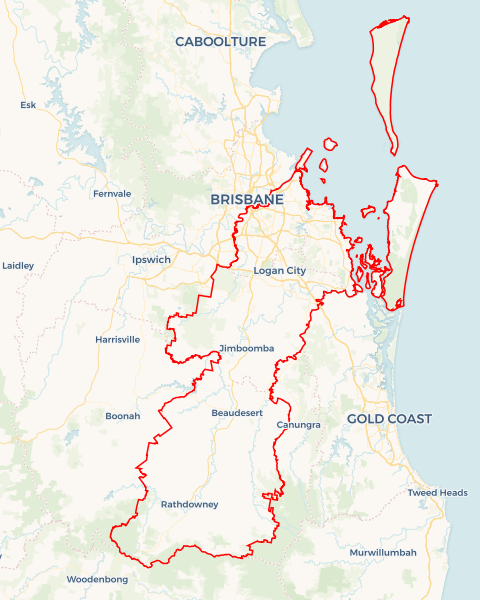 CABOOLTURE
Esk
Fernvale
BRISBANE
Laidley
Ipswich
Logan City
Harrisville
Jimboomba
Boonah
Beaudesert
Canungra
GOLD COAST
Rathdowney
Tweed Heads
Murwillumbah
Woodenbong